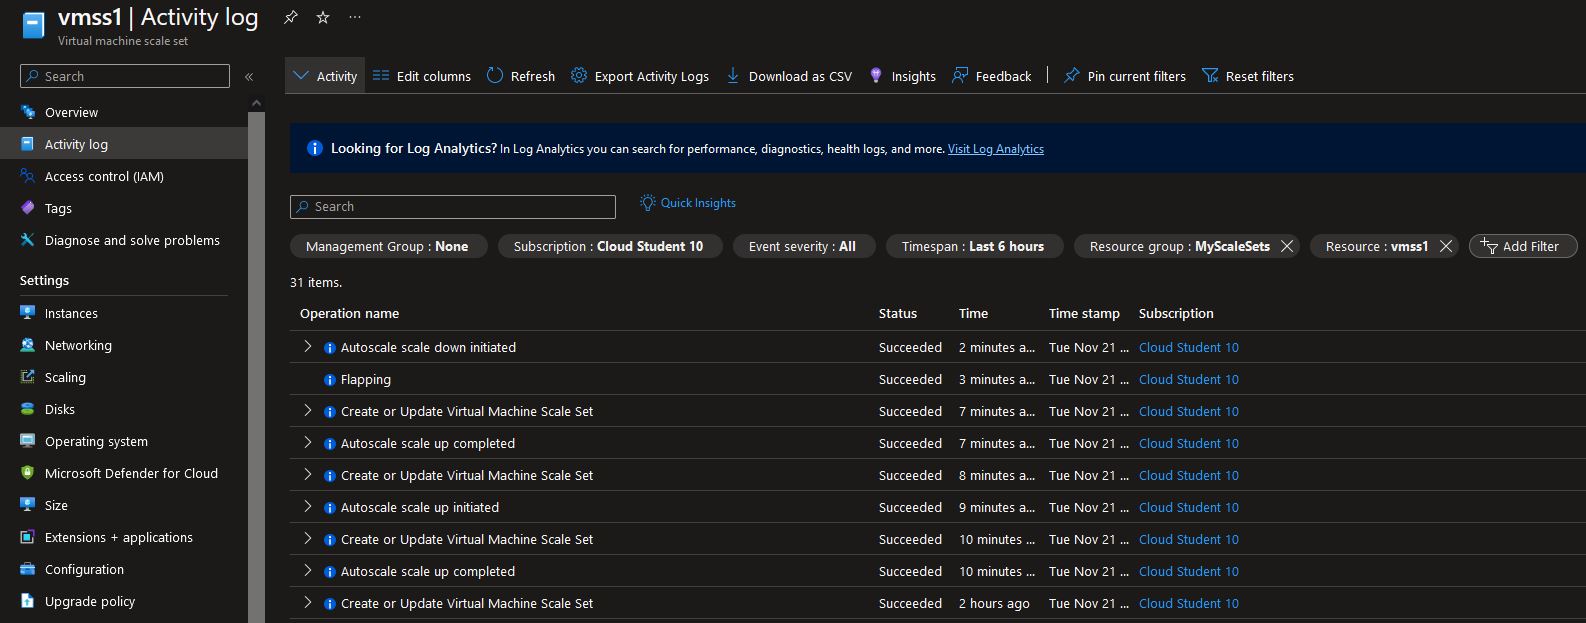 vmss1 | Activity log
Virtual machine scale set
Search
Overview
Activity log
Access control (IAM)
Tags
Diagnose and solve problems
Settings
Instances
Networking
Scaling
Disks
Operating system
Microsoft Defender for Cloud
Size
Extensions + applications
Configuration
Upgrade policy
Activity Edit columns Refresh Export Activity Logs Download as CSV Insights Feedback Pin current filters Reset filters
Looking for Log Analytics? In Log Analytics you can search for performance, diagnostics, health logs, and more. Visit Log Analytics
Search Quick Insights
Management Group : None Subscription : Cloud Student 10 Event severity : All Timespan : Last 6 hours Resource group : MyScaleSets Resource : vmss1 Add Filter
31 items.
Operation name Status Time Time stamp Subscription
Autoscale scale down initiated Succeeded 2 minutes a... Tue Nov 21 ... Cloud Student 10
Flapping Succeeded 3 minutes a... Tue Nov 21 ... Cloud Student 10
Create or Update Virtual Machine Scale Set Succeeded 7 minutes a... Tue Nov 21 ... Cloud Student 10
Autoscale scale up completed Succeeded 7 minutes a... Tue Nov 21 ... Cloud Student 10
Create or Update Virtual Machine Scale Set Succeeded 8 minutes a... Tue Nov 21 ... Cloud Student 10
Autoscale scale up initiated Succeeded 9 minutes a... Tue Nov 21 ... Cloud Student 10
Create or Update Virtual Machine Scale Set Succeeded 10 minutes ... Tue Nov 21 ... Cloud Student 10
Autoscale scale up completed Succeeded 10 minutes ... Tue Nov 21 ... Cloud Student 10
Create or Update Virtual Machine Scale Set Succeeded 2 hours ago Tue Nov 21 ... Cloud Student 10